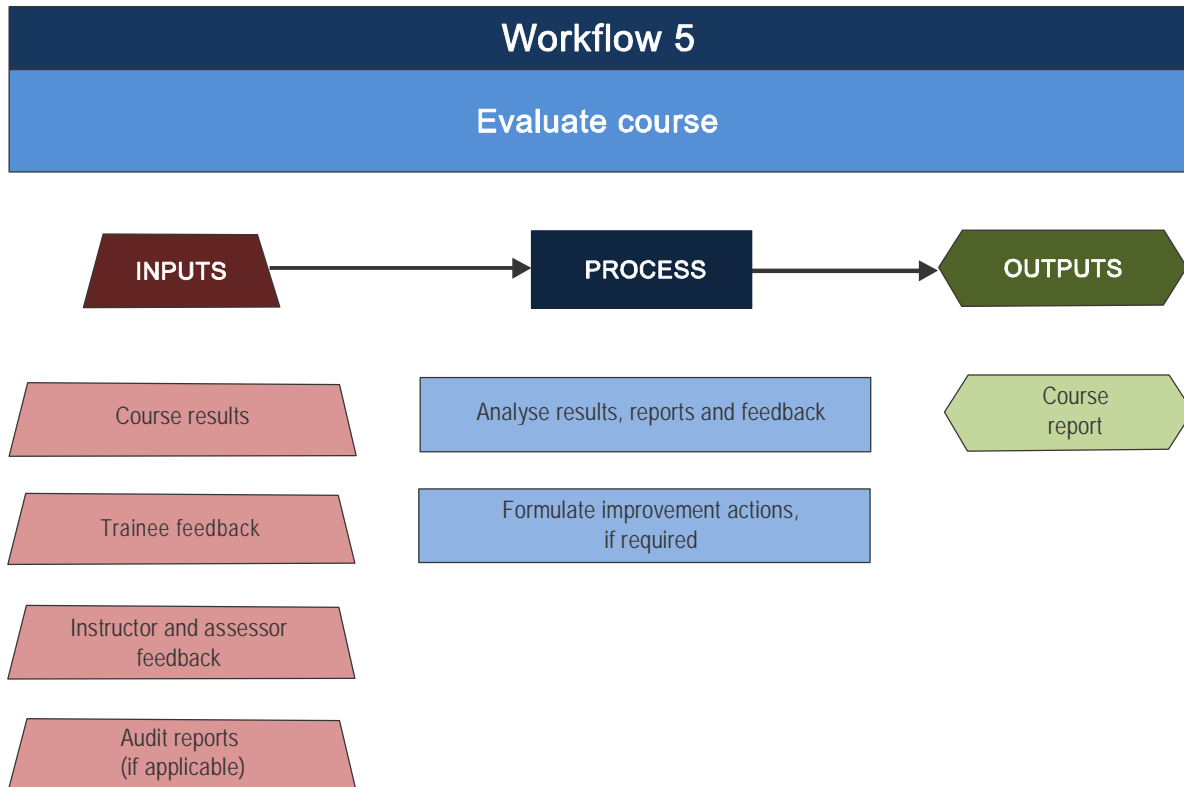 Workflow 5
Evaluate course
INPUTS
PROCESS
OUTPUTS
Course results
Analyse results, reports and feedback
Course
report
Trainee feedback
Formulate improvement actions,
if required
Instructor and assessor
feedback
Audit reports
(if applicable)